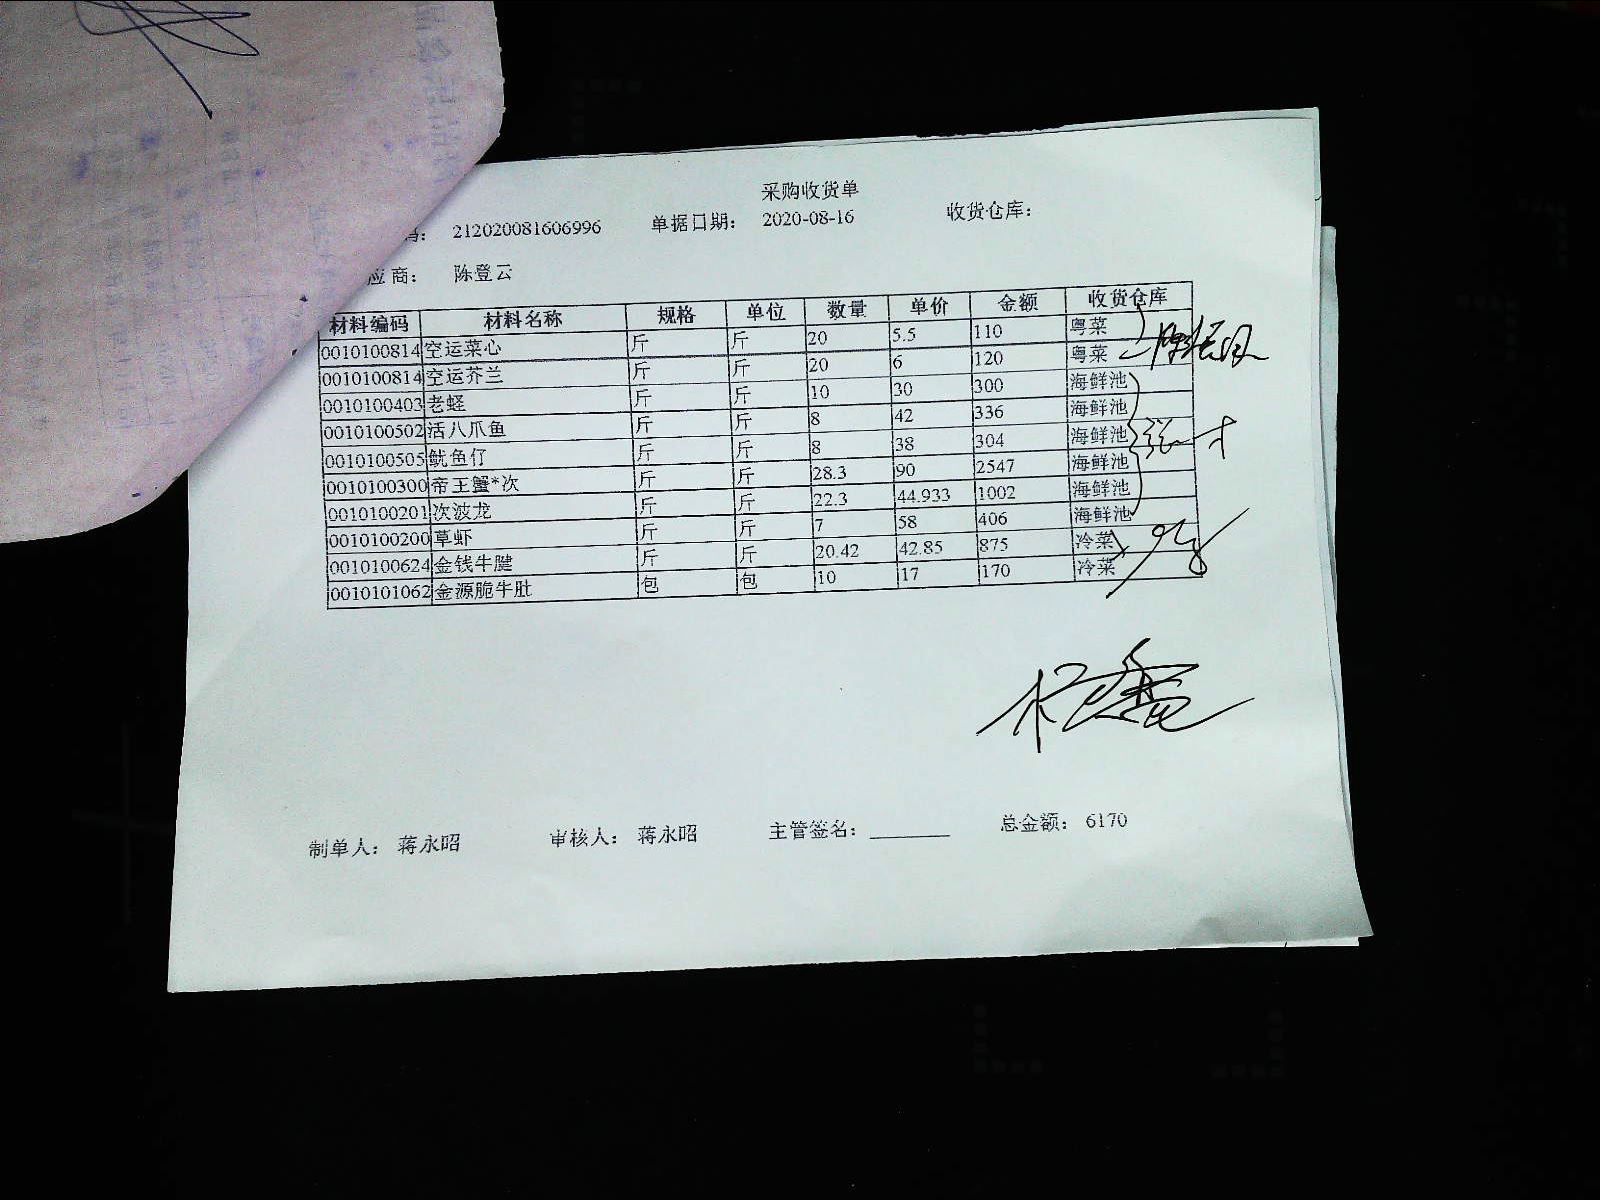 采购收货单
码: 212020081606996 单据日期: 2020-08-16 收货仓库:
应商: 陈登云
材料编码 材料名称 规格 单位 数量 单价 金额 收货仓库
0010100814 空运菜心 斤 斤 20 5.5 110 粤菜
0010100814 空运芥兰 斤 斤 20 6 120 粤菜
0010100403 老蛏 斤 斤 10 30 300 海鲜池
0010100502 活八爪鱼 斤 斤 8 42 336 海鲜池
0010100505 鱿鱼仔 斤 斤 8 38 304 海鲜池
0010100300 帝王蟹*次 斤 斤 28.3 90 2547 海鲜池
0010100201 次波龙 斤 斤 22.3 44.933 1002 海鲜池
0010100200 草虾 斤 斤 7 58 406 海鲜池
0010100624 金钱牛腱 斤 斤 20.42 42.85 875 冷菜
0010101062 金源脆牛肚 包 包 10 17 170 冷菜
制单人: 蒋永昭 审核人: 蒋永昭 主管签名: 总金额: 6170